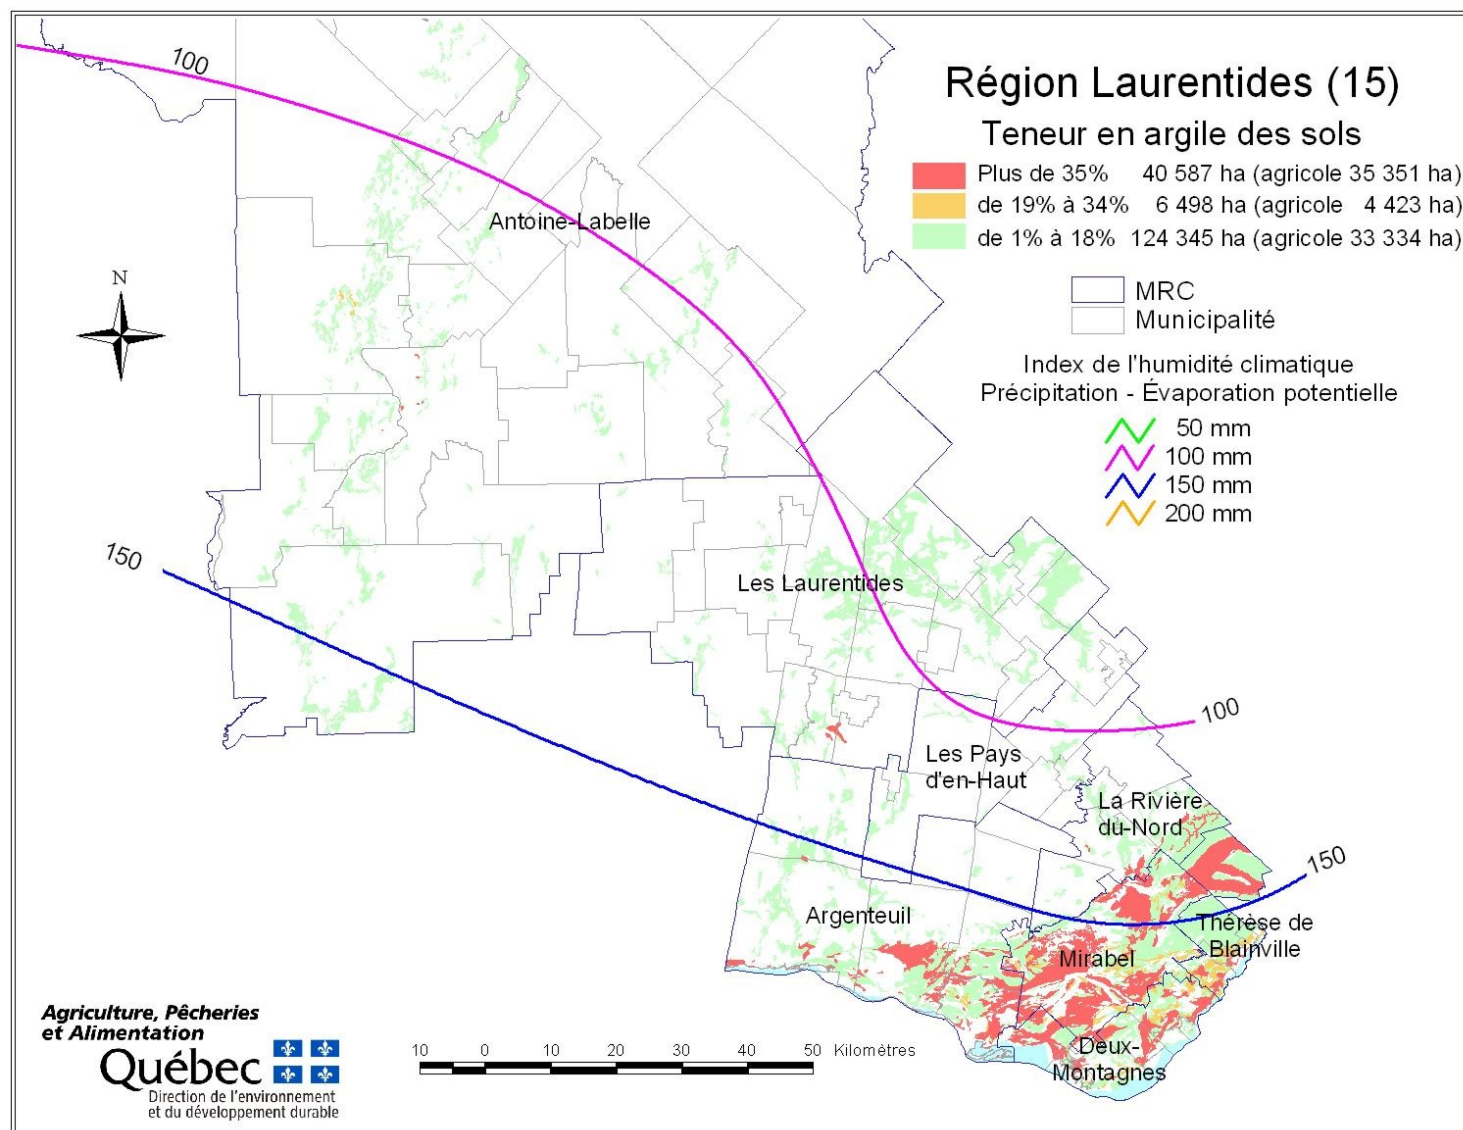 Région Laurentides (15)
Teneur en argile des sols
Plus de 35% 40 587 ha (agricole 35 351 ha)
de 19% à 34% 6 498 ha (agricole 4 423 ha)
de 1% à 18% 124 345 ha (agricole 33 334 ha)
MRC
Municipalité
Index de l'humidité climatique
Précipitation - Évaporation potentielle
50 mm
100 mm
150 mm
200 mm
100
Antoine-Labelle
N
150
Les Laurentides
100
Les Pays
d'en-Haut
La Rivière
du-Nord
150
Argenteuil
Thérèse de
Blainville
Mirabel
Deux-
Montagnes
Agriculture, Pêcheries
et Alimentation
Québec
Direction de l'environnement
et du développement durable
10 0 10 20 30 40 50 Kilomètres